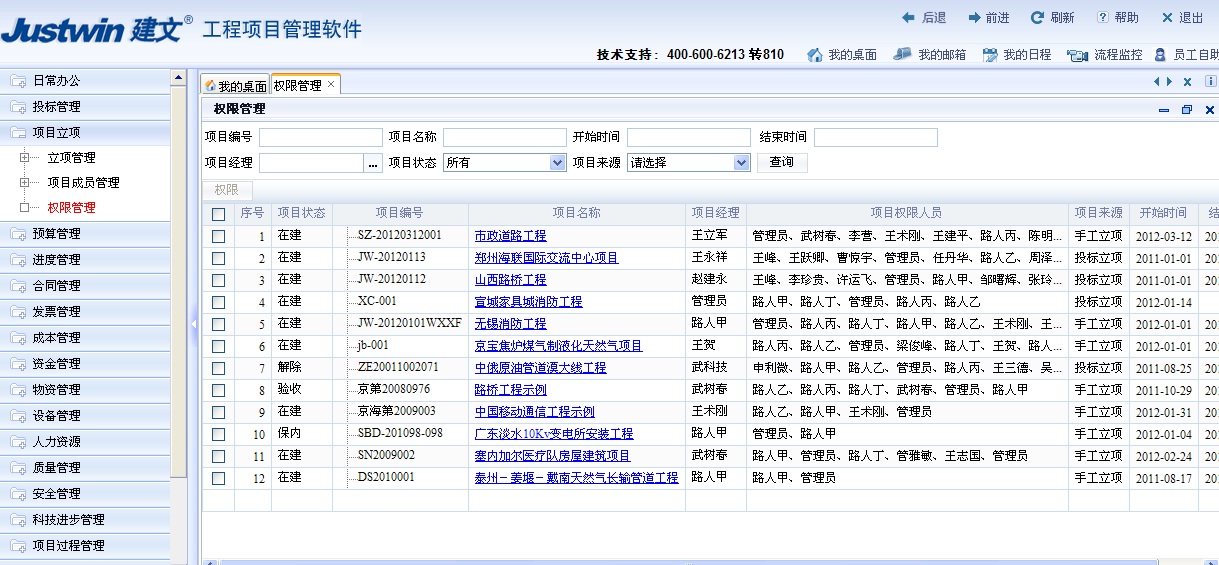 Justwin 建文® 工程项目管理软件
后退 前进 刷新 帮助 退出
技术支持： 400-600-6213 转810 我的桌面 我的邮箱 我的日程 流程监控 员工自助
日常办公
投标管理
项目立项
立项管理
项目成员管理
权限管理
预算管理
进度管理
合同管理
发票管理
成本管理
资金管理
物资管理
设备管理
人力资源
质量管理
安全管理
科技进步管理
项目过程管理
我的桌面 权限管理 ×
权限管理
项目编号 项目名称 开始时间 结束时间
项目经理 ... 项目状态 所有 项目来源 请选择 查询
权限
序号 项目状态 项目编号 项目名称 项目经理 项目权限人员 项目来源 开始时间 结
1 在建 SZ-20120312001 市政道路工程 王立军 管理员、武树春、李营、王术刚、王建平、路人丙、陈明... 手工立项 2012-03-12 20
2 在建 JW-20120113 郑州海联国际交流中心项目 王永祥 王峰、王跃卿、曹惊宇、管理员、任丹华、路人乙、周泽... 投标立项 2011-01-01 20
3 在建 JW-20120112 山西路桥工程 赵建永 王峰、李珍贵、许运飞、管理员、路人甲、邹曙辉、张玲... 投标立项 2011-01-01 20
4 在建 XC-001 宣城家具城消防工程 管理员 路人甲、路人丁、管理员、路人丙、路人乙 投标立项 2012-01-14
5 在建 JW-20120101WXXF 无锡消防工程 路人甲 管理员、路人丙、路人丁、路人甲、路人乙、王术刚、王... 手工立项 2012-01-01 20
6 在建 jb-001 京宝焦炉煤气制液化天然气项目 王贺 路人丙、路人乙、管理员、梁俊峰、路人丁、王贺、路人... 手工立项 2012-01-01 20
7 解除 ZE20011002071 中俄原油管道漠大线工程 武科技 申利微、路人甲、路人乙、管理员、路人丙、王三德、吴... 投标立项 2011-08-25 20
8 验收 京第20080976 路桥工程示例 武树春 路人乙、路人丙、路人丁、武树春、管理员、路人甲 手工立项 2011-10-29 20
9 在建 京海第2009003 中国移动通信工程示例 王术刚 路人乙、路人甲、王术刚、管理员 手工立项 2012-01-31 20
10 保内 SBD-201098-098 广东淡水10Kv变电所安装工程 路人甲 管理员、路人甲 手工立项 2012-01-04 20
11 在建 SN2009002 塞内加尔医疗队房屋建筑项目 武树春 路人甲、管理员、路人丁、管雅敏、王志国、管理员 手工立项 2012-02-24 20
12 在建 DS2010001 泰州－姜堰－戴南天然气长输管道工程 路人甲 路人甲、管理员 手工立项 2011-08-17 20